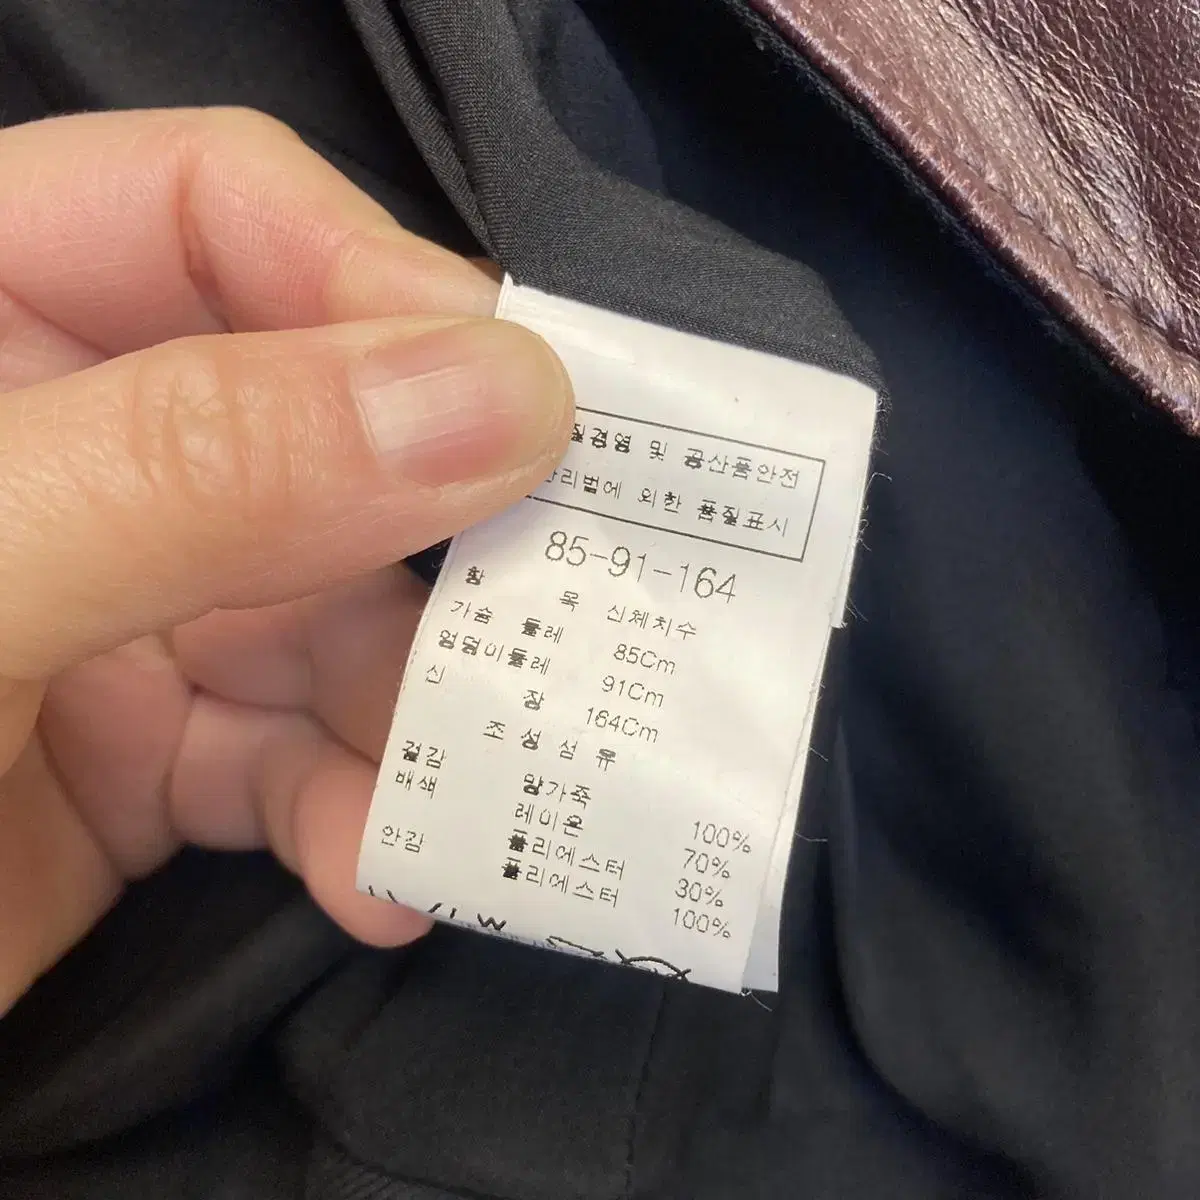 질경영 및 공산품안전
관리법에 의한 품질표시
85-91-164
항 목 신체치수
가슴 둘레 85Cm
엉덩이둘레 91Cm
신 장 164Cm
조 성 섬 유
겉감 양가죽 100%
배색 레이온 70%
폴리에스터 30%
안감 폴리에스터 100%